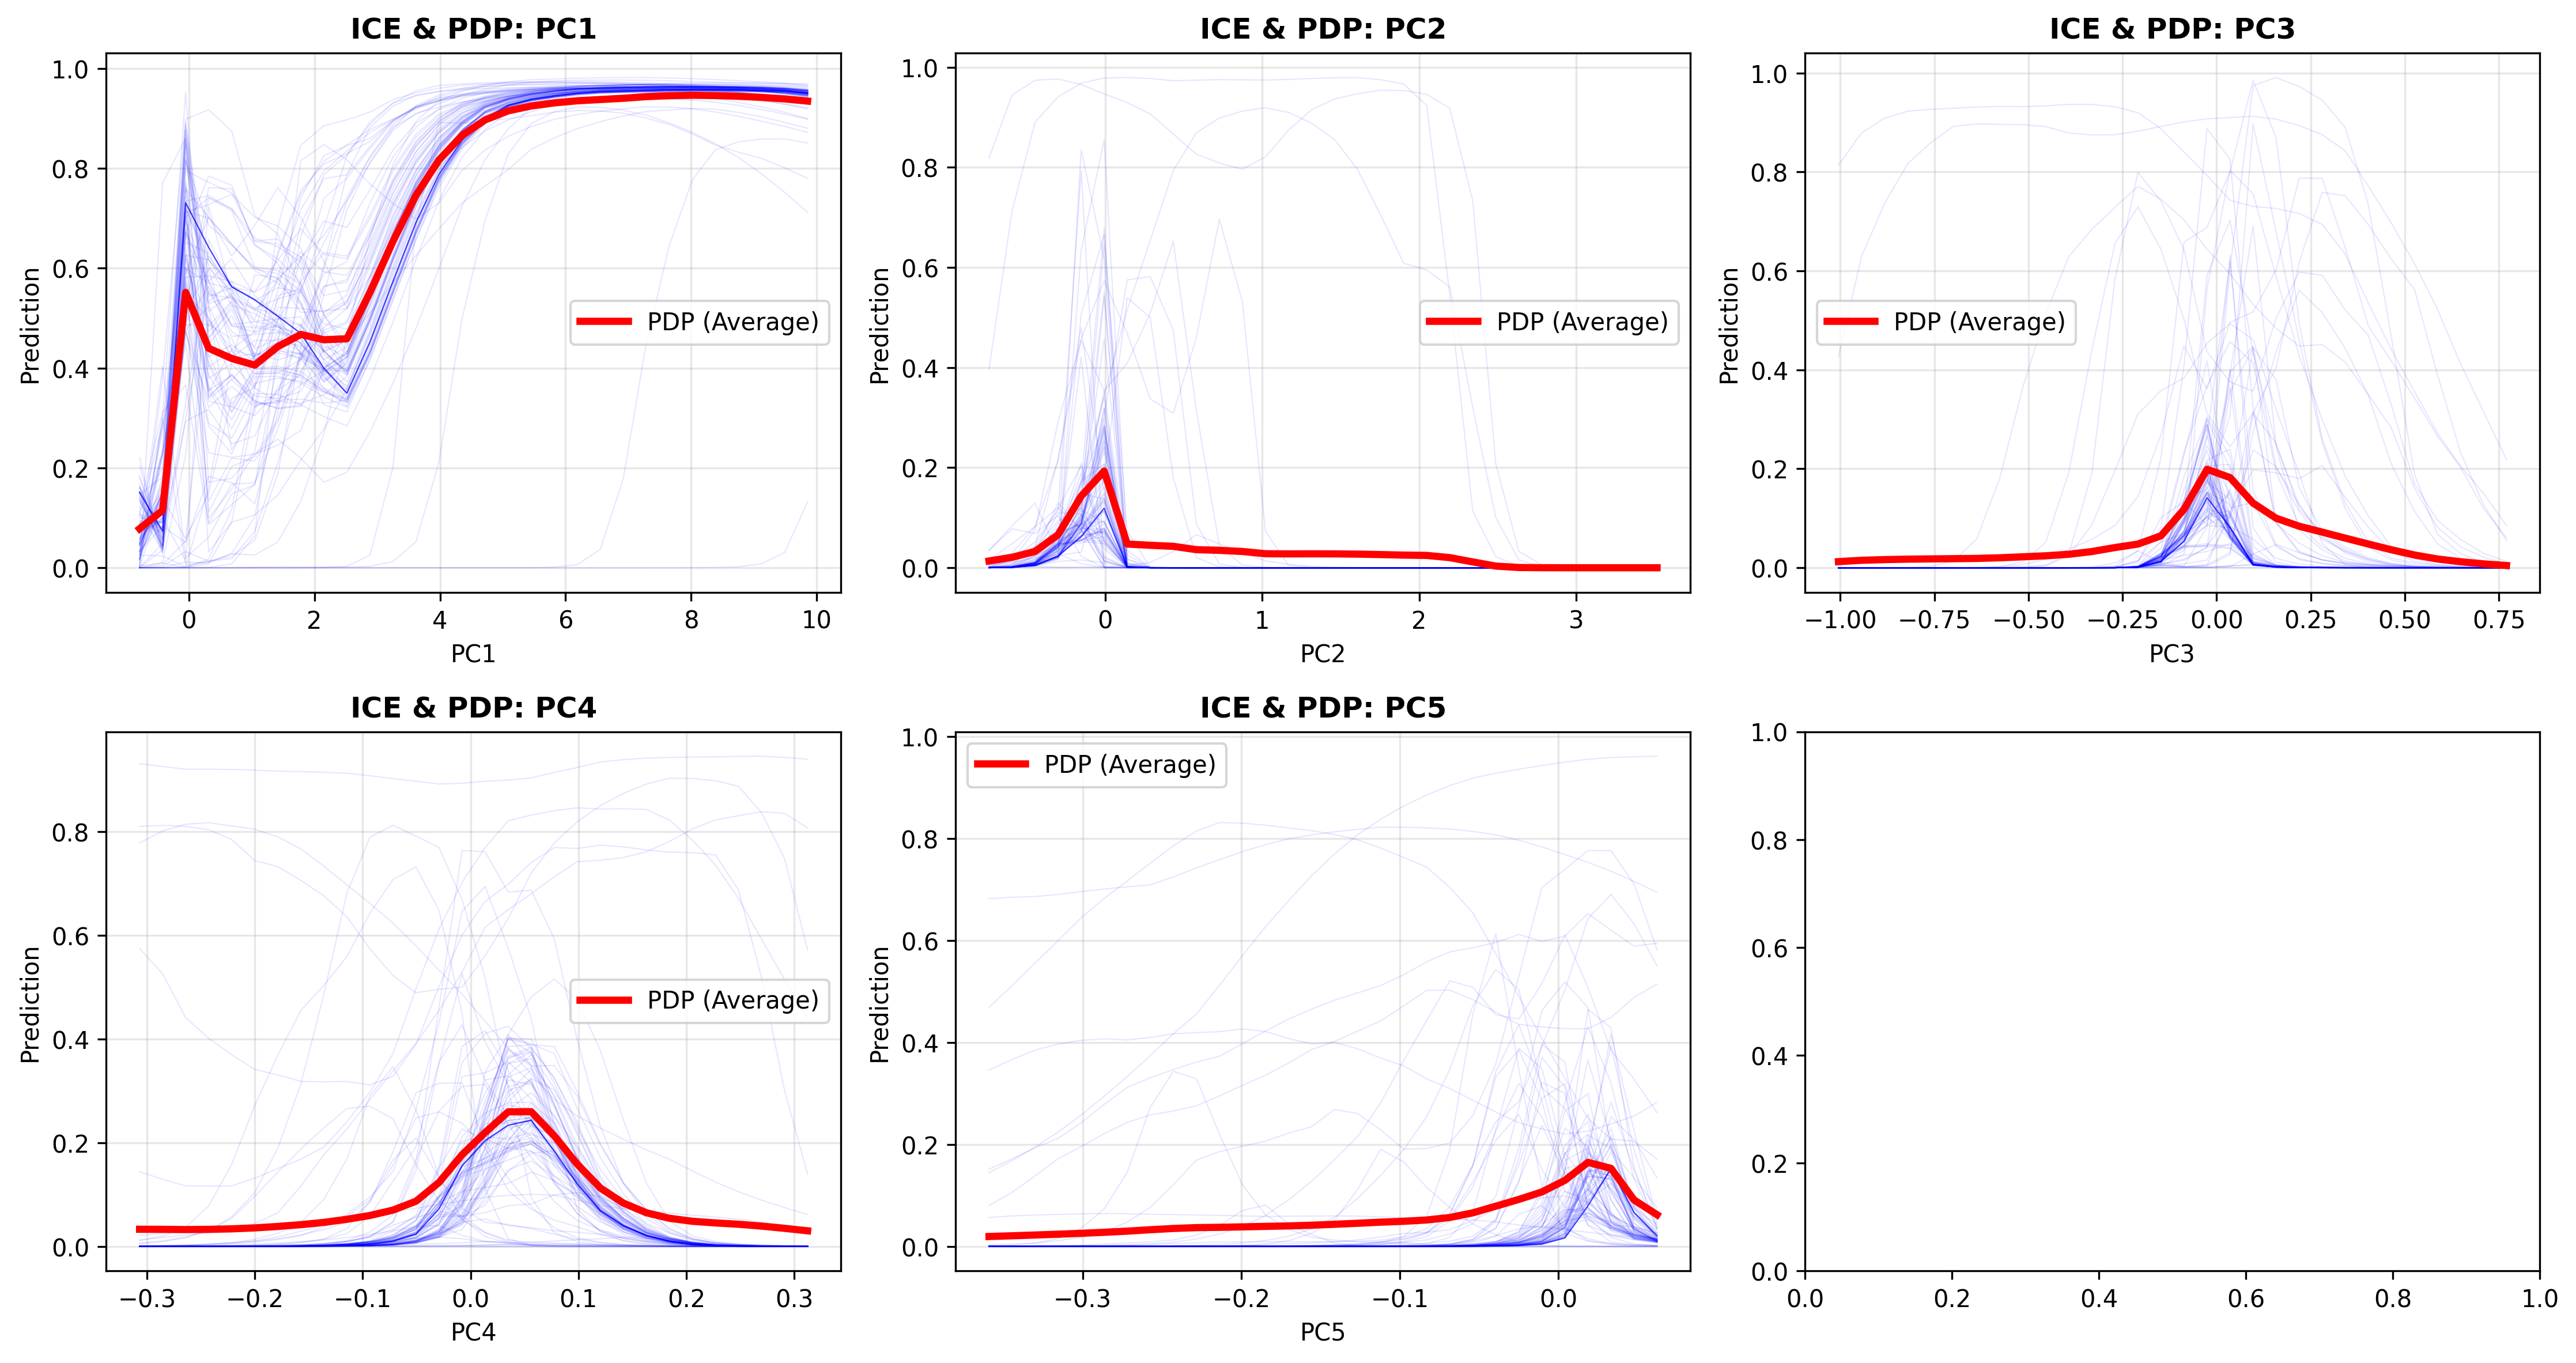 ICE & PDP: PC1
1.0
0.8
0.6
0.4
0.2
0.0
Prediction
PDP (Average)
0 2 4 6 8 10
PC1
ICE & PDP: PC2
1.0
0.8
0.6
0.4
0.2
0.0
Prediction
PDP (Average)
0 1 2 3
PC2
ICE & PDP: PC3
1.0
0.8
0.6
0.4
0.2
0.0
Prediction
PDP (Average)
−1.00 −0.75 −0.50 −0.25 0.00 0.25 0.50 0.75
PC3
ICE & PDP: PC4
0.8
0.6
0.4
0.2
0.0
Prediction
PDP (Average)
−0.3 −0.2 −0.1 0.0 0.1 0.2 0.3
PC4
ICE & PDP: PC5
1.0
0.8
0.6
0.4
0.2
0.0
Prediction
PDP (Average)
−0.3 −0.2 −0.1 0.0
PC5
1.0
0.8
0.6
0.4
0.2
0.0
0.0 0.2 0.4 0.6 0.8 1.0